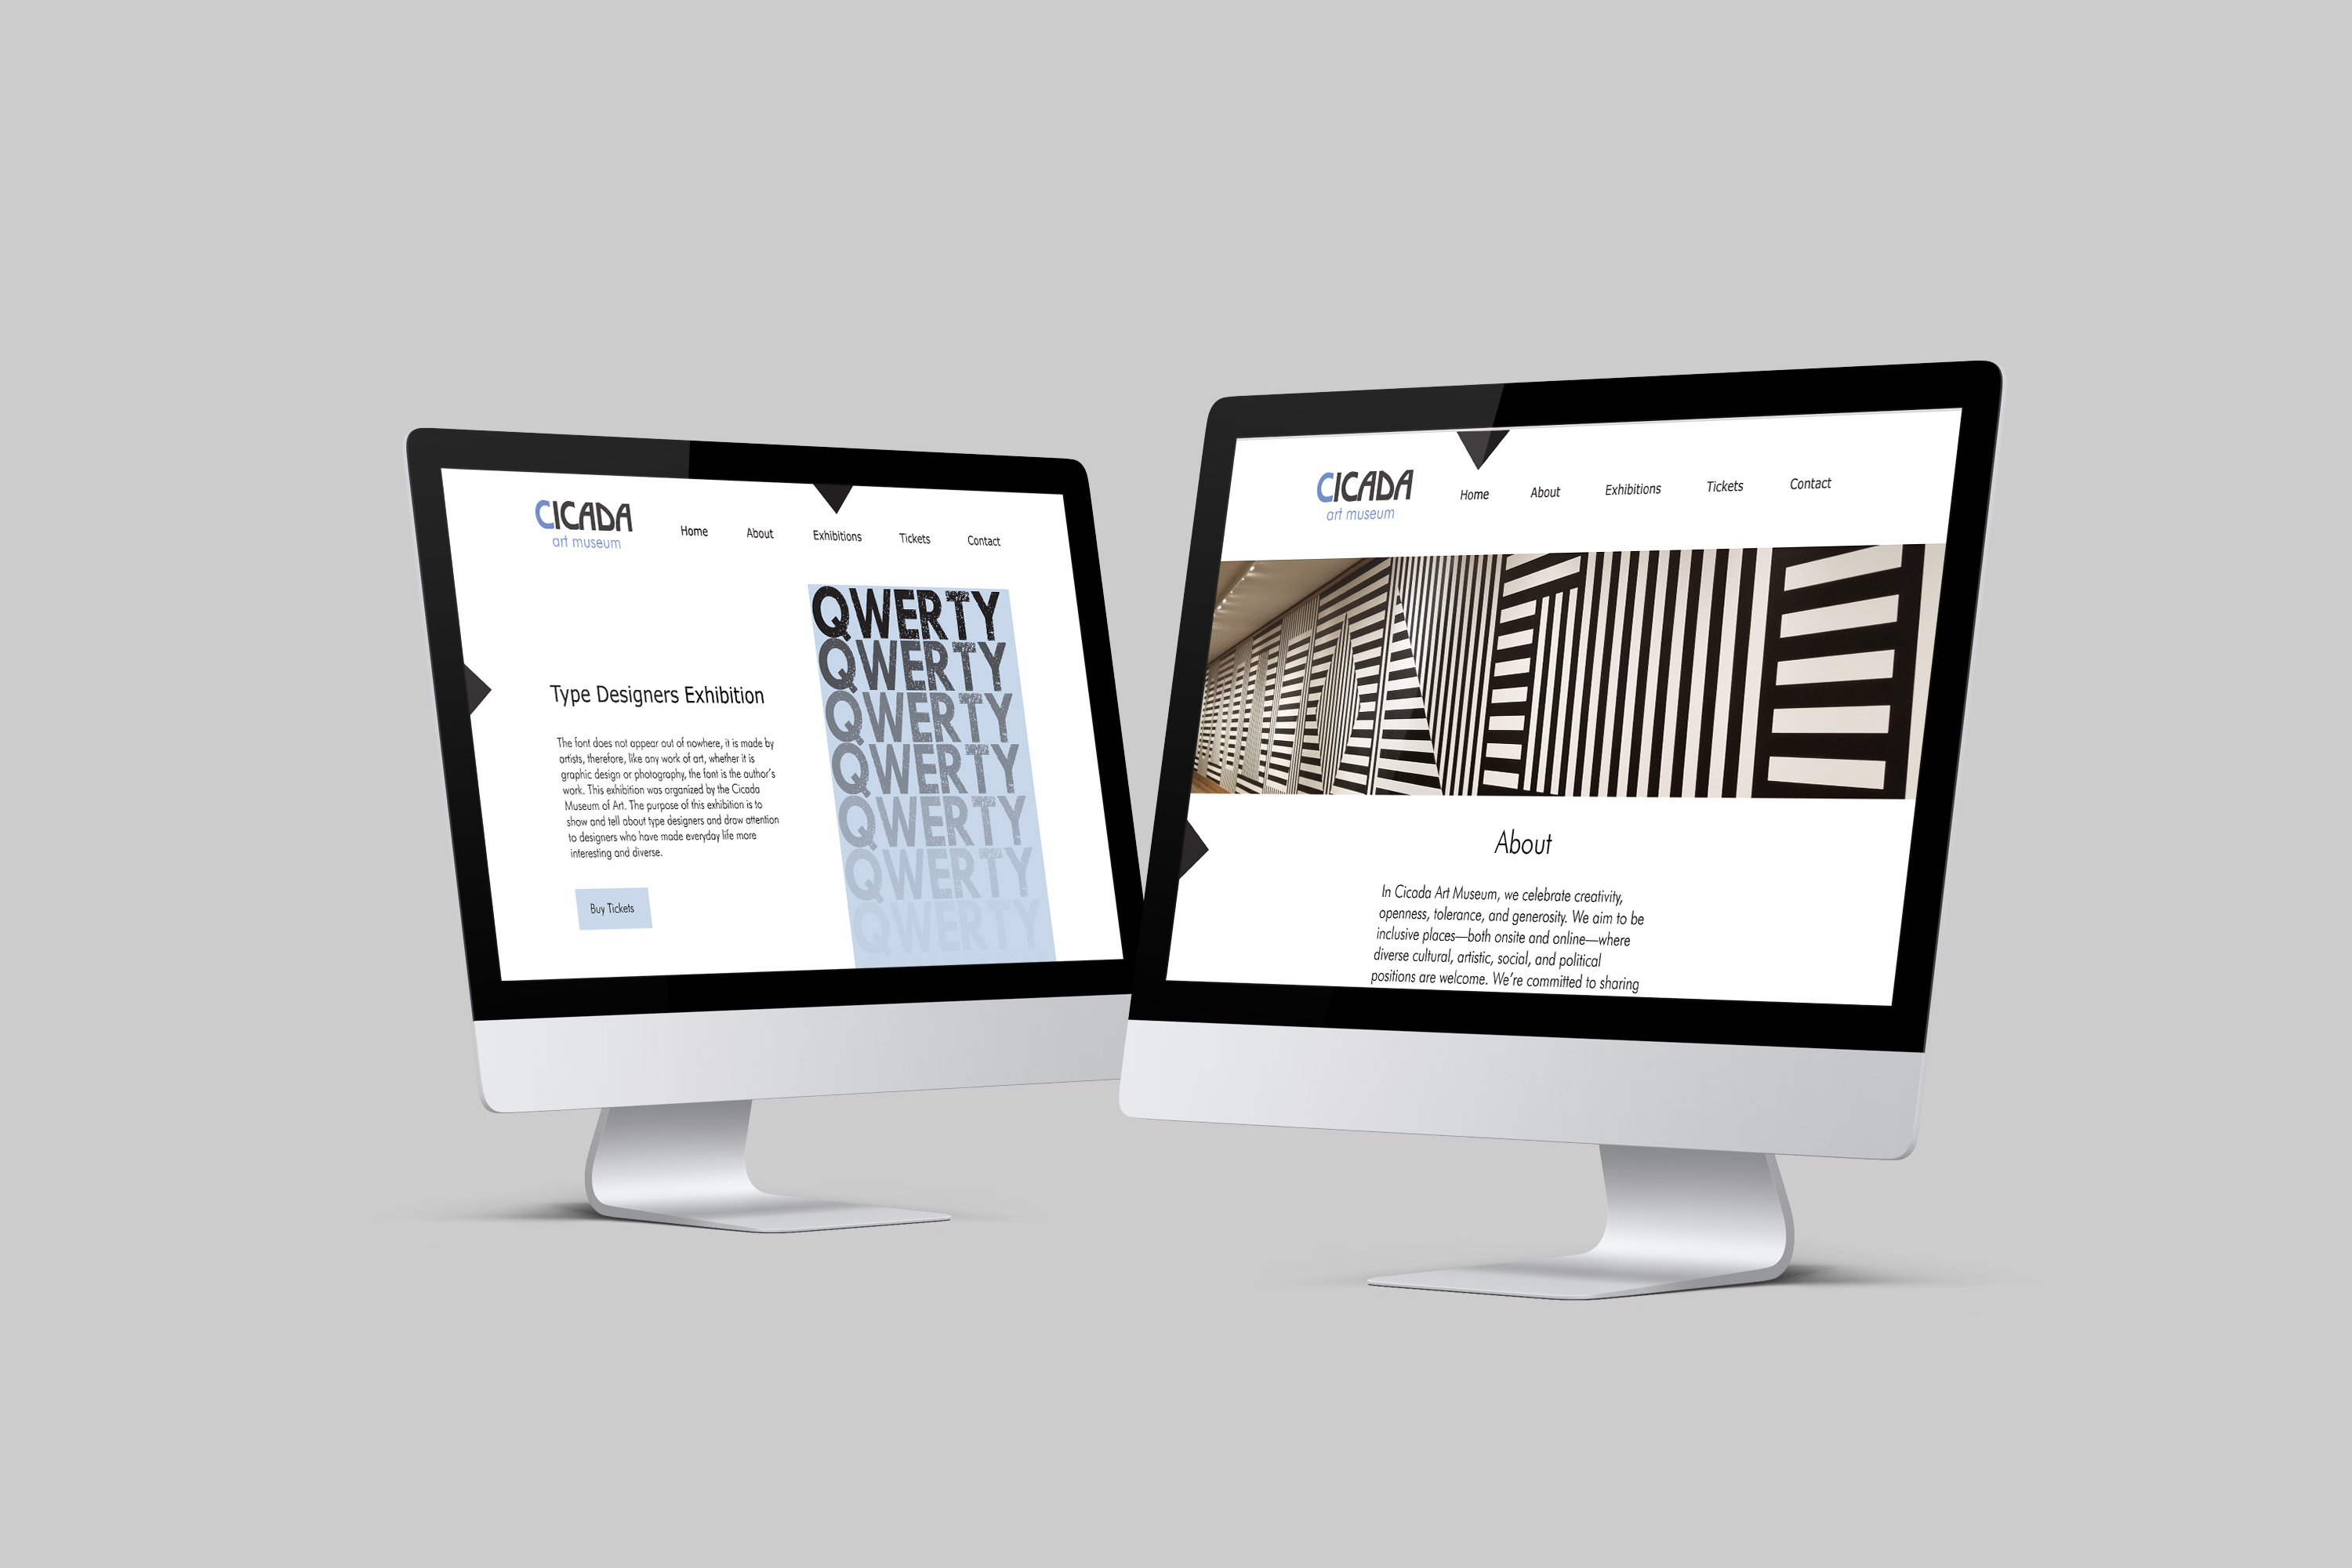 CICADA
art museum
Home About Exhibitions Tickets Contact
Type Designers Exhibition
The font does not appear out of nowhere, it is made by
artists, therefore, like any work of art, whether it is
graphic design or photography, the font is the author's
work. This exhibition was organized by the Cicada
Museum of Art. The purpose of this exhibition is to
show and tell about type designers and draw attention
to designers who have made everyday life more
interesting and diverse.
Buy Tickets
QWERTY
QWERTY
QWERTY
QWERTY
QWERTY
QWERTY
QWERTY
CICADA
art museum
Home About Exhibitions Tickets Contact
About
In Cicada Art Museum, we celebrate creativity,
openness, tolerance, and generosity. We aim to be
inclusive places—both onsite and online—where
diverse cultural, artistic, social, and political
positions are welcome. We're committed to sharing